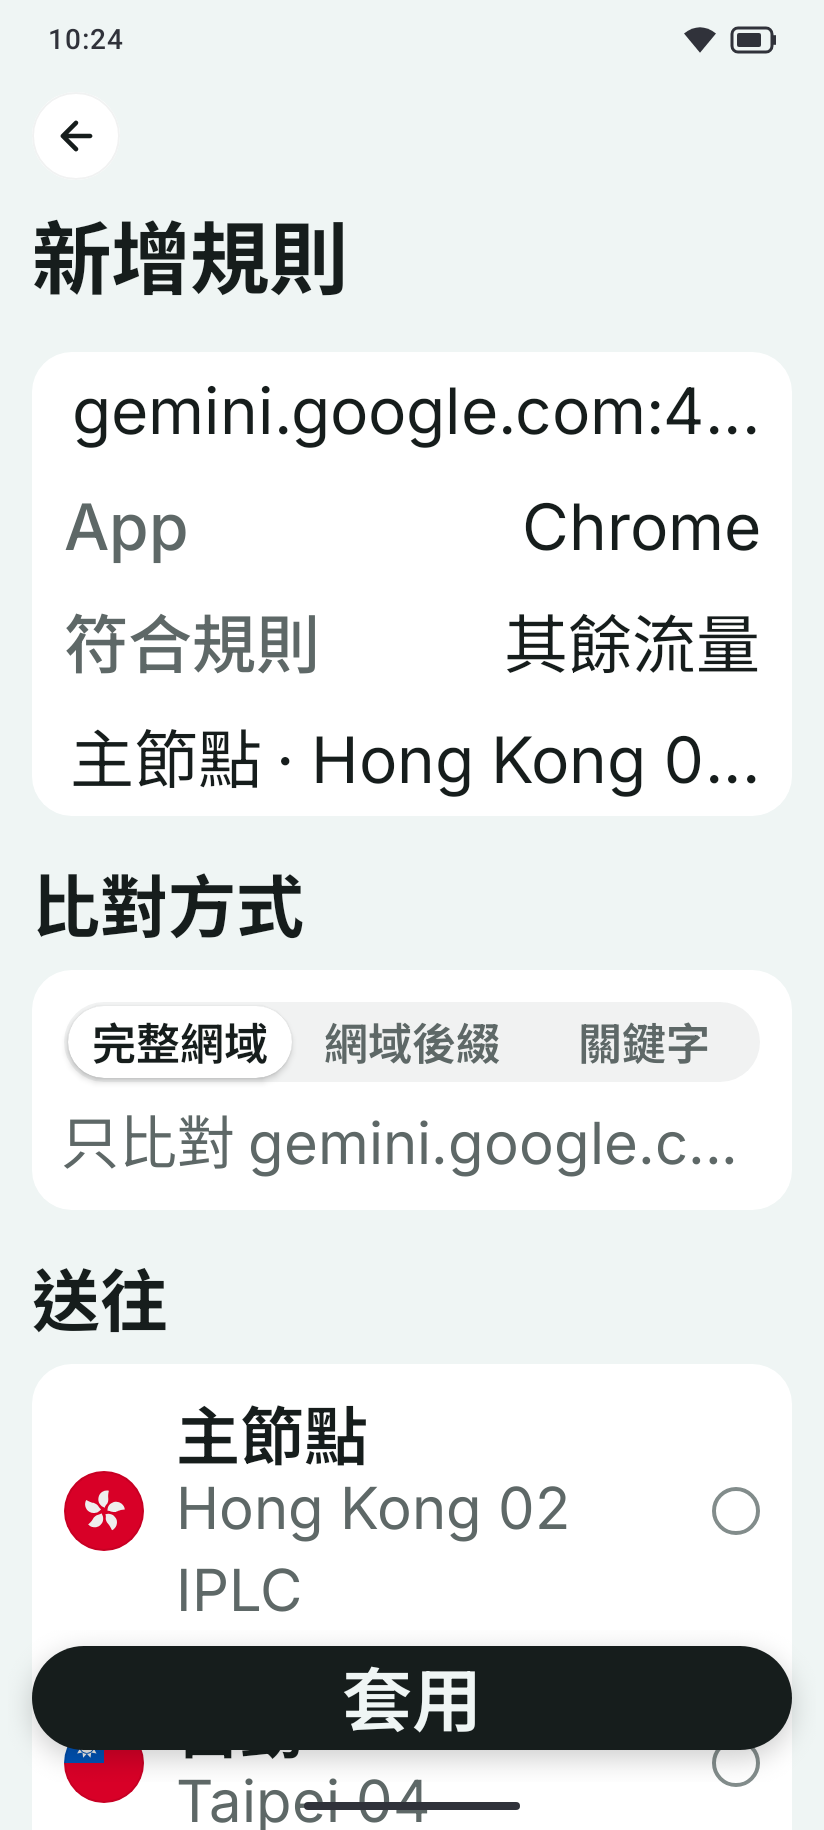 10:24
新增規則
gemini.google.com:4...
App
Chrome
符合規則
其餘流量
主節點 · Hong Kong 0...
比對方式
完整網域
網域後綴
關鍵字
只比對 gemini.google.c...
送往
主節點
Hong Kong 02
IPLC
套用
Taipei 04